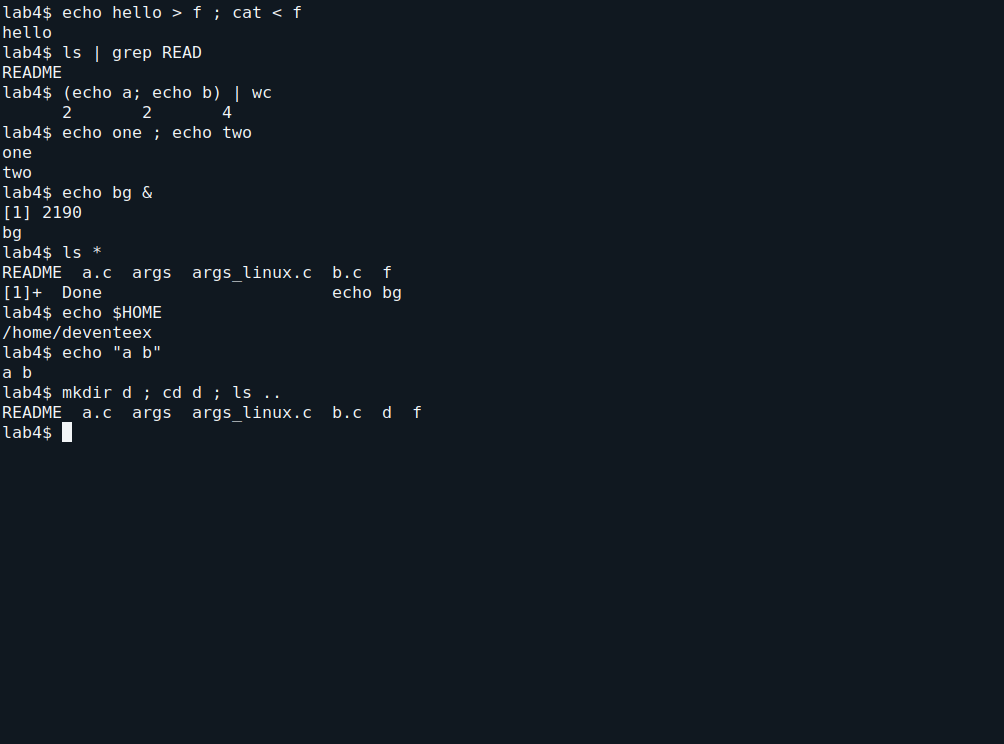 lab4$ echo hello > f ; cat < f
hello
lab4$ ls | grep READ
README
lab4$ (echo a; echo b) | wc
      2       2       4
lab4$ echo one ; echo two
one
two
lab4$ echo bg &
[1] 2190
bg
lab4$ ls *
README  a.c  args  args_linux.c  b.c  f
[1]+  Done                       echo bg
lab4$ echo $HOME
/home/deventeex
lab4$ echo "a b"
a b
lab4$ mkdir d ; cd d ; ls ..
README  a.c  args  args_linux.c  b.c  d  f
lab4$